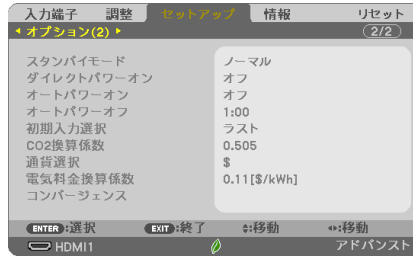 入力端子 調整 セットアップ 情報 リセット
オプション(2) 2/2
スタンバイモード ノーマル
ダイレクトパワーオン オフ
オートパワーオン オフ
オートパワーオフ 1:00
初期入力選択 ラスト
CO2換算係数 0.505
通貨選択 $
電気料金換算係数 0.11[$/kWh]
コンバージェンス
ENTER:選択 EXIT:終了 :移動 :移動
HDMI1 アドバンスト